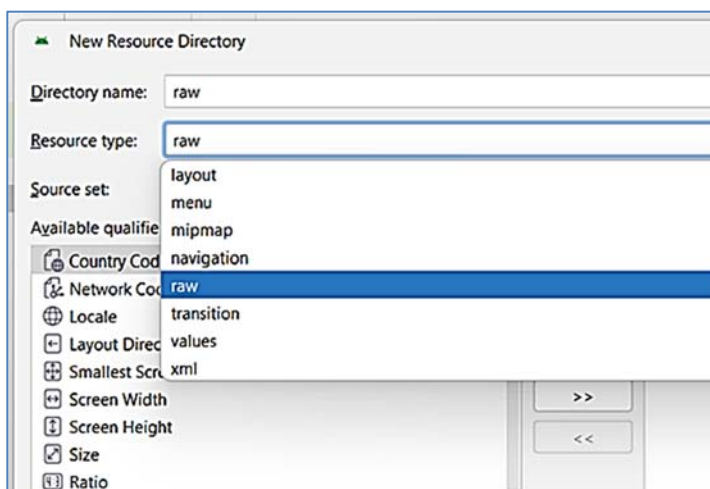 New Resource Directory
Directory name: raw
Resource type: raw
layout
Source set:
menu
Available qualifie
mipmap
Country Cod
navigation
Network Coc
raw
Locale
transition
Layout Direc
values
Smallest Scre
xml
Screen Width
>>
Screen Height
<<
Size
Ratio